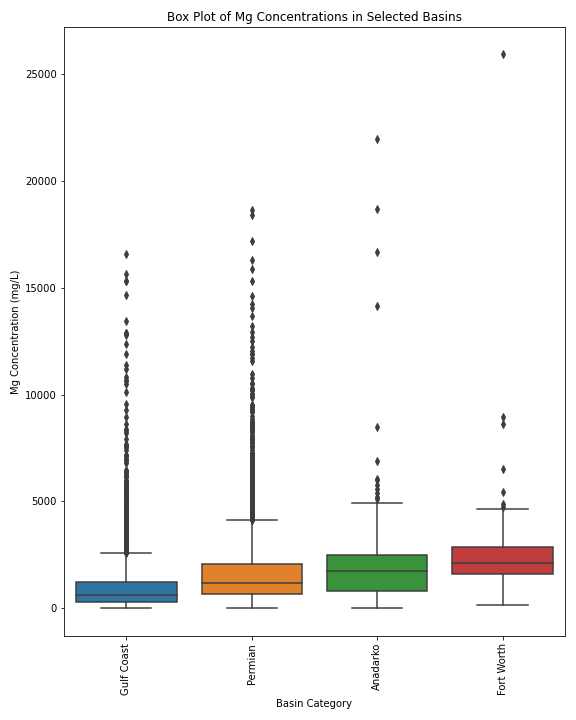 Box Plot of Mg Concentrations in Selected Basins
25000
20000
15000
10000
5000
0
Mg Concentration (mg/L)
Gulf Coast
Permian
Anadarko
Fort Worth
Basin Category